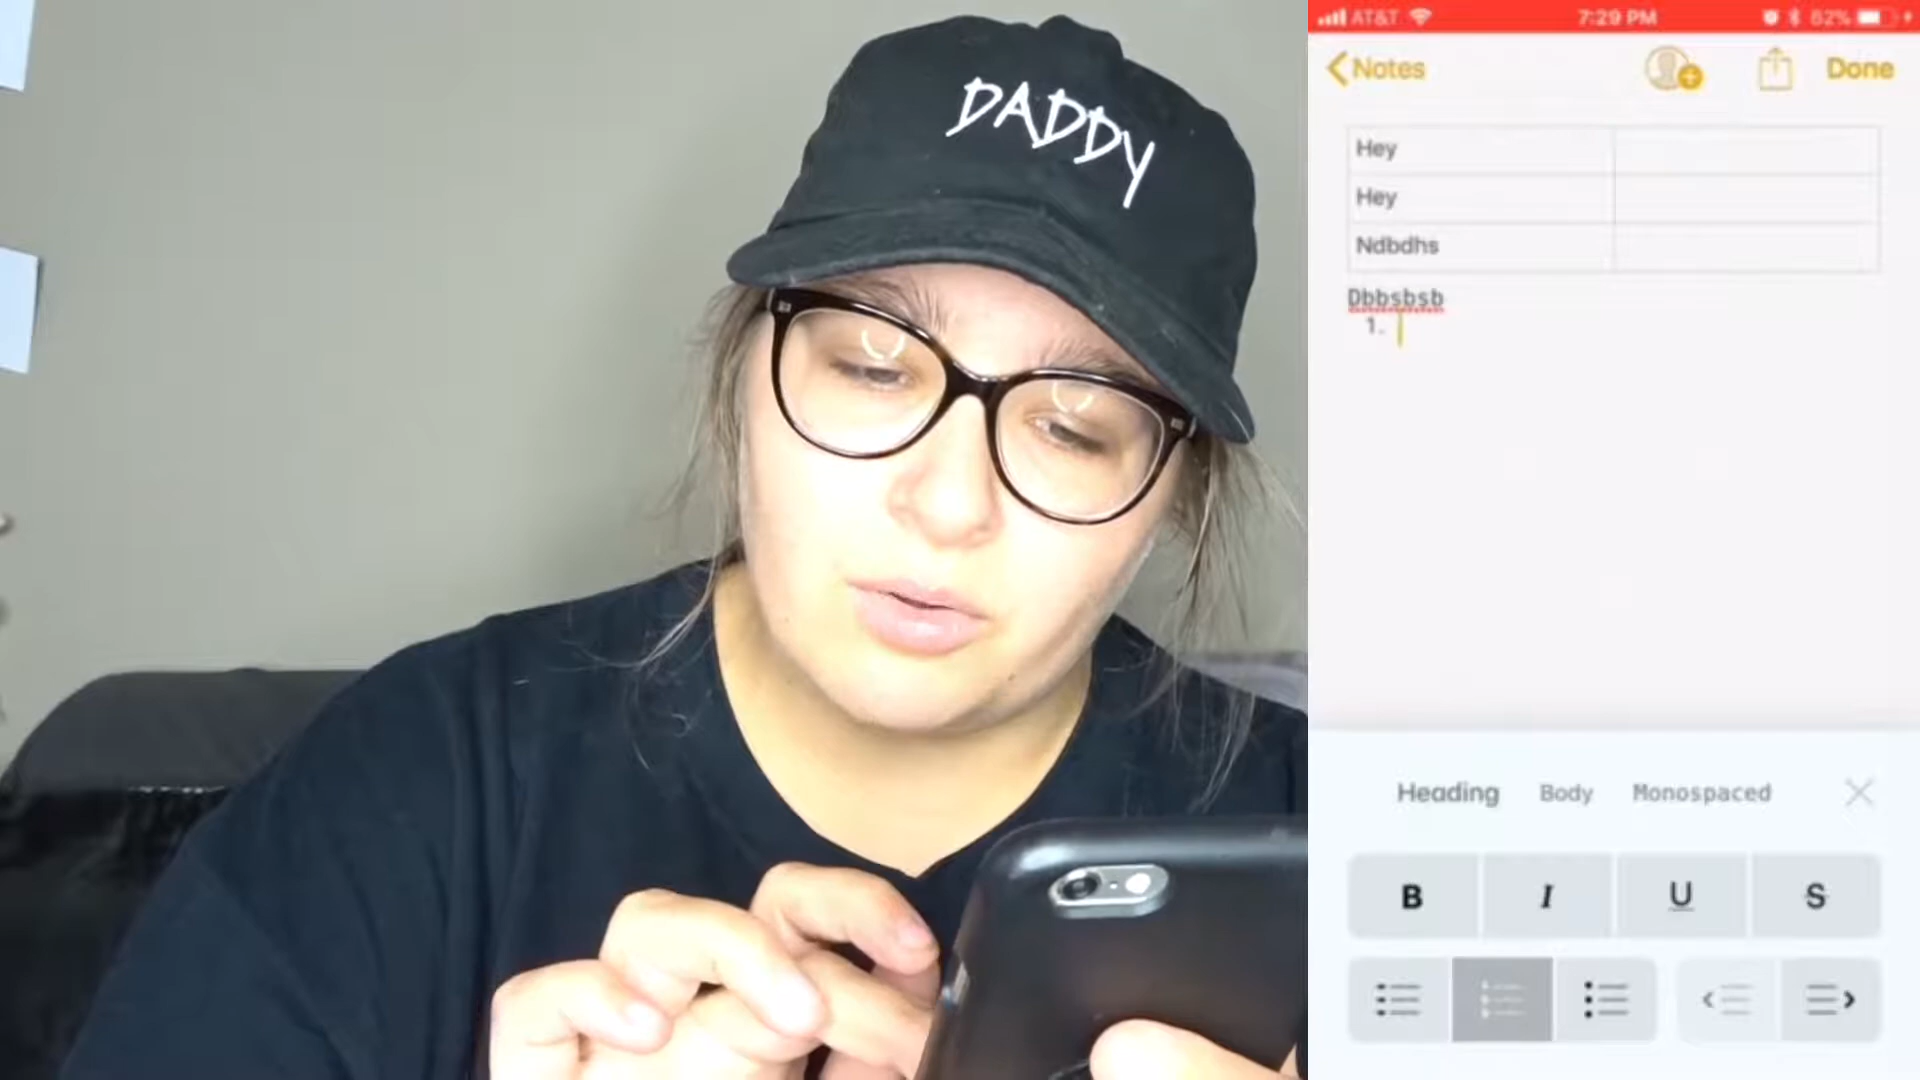 DADDY
AT&T 7:29 PM 62%
Notes Done
Hey
Hey
Ndbdhs
Dbbsbsb
1.
Heading Body Monospaced
B I U S